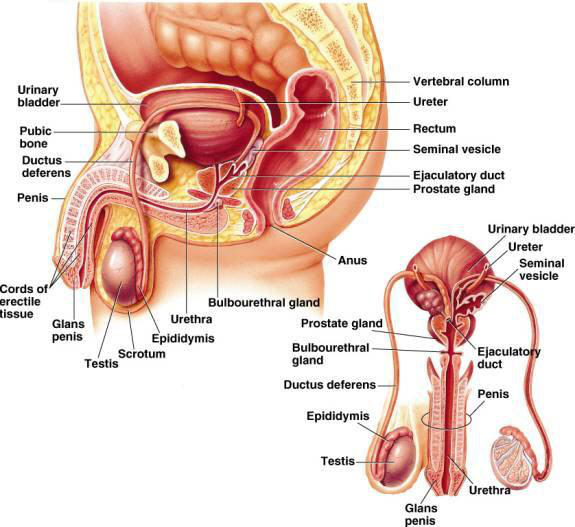 Urinary
bladder
Pubic
bone
Ductus
deferens
Penis
Cords of
erectile
tissue
Glans
penis
Testis
Scrotum
Epididymis
Urethra
Bulbourethral gland
Anus
Vertebral column
Ureter
Rectum
Seminal vesicle
Ejaculatory duct
Prostate gland
Urinary bladder
Ureter
Seminal
vesicle
Prostate gland
Bulbourethral
gland
Ejaculatory
duct
Ductus deferens
Penis
Epididymis
Testis
Urethra
Glans
penis